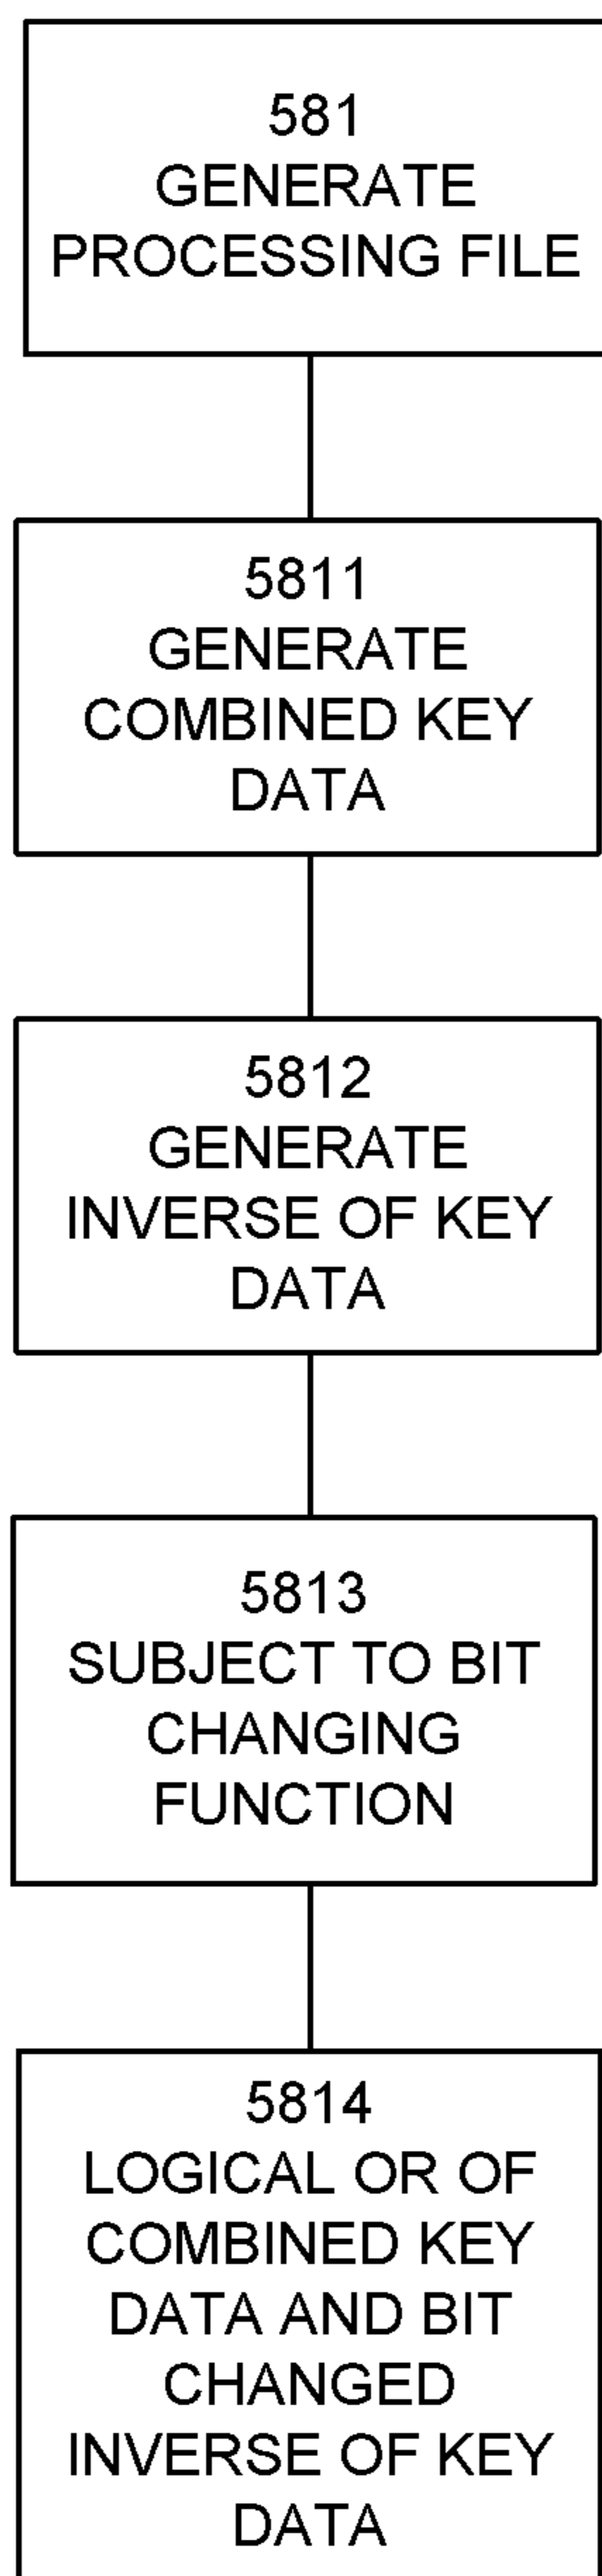 581
GENERATE
PROCESSING FILE
5811
GENERATE
COMBINED KEY
DATA
5812
GENERATE
INVERSE OF KEY
DATA
5813
SUBJECT TO BIT
CHANGING
FUNCTION
5814
LOGICAL OR OF
COMBINED KEY
DATA AND BIT
CHANGED
INVERSE OF KEY
DATA